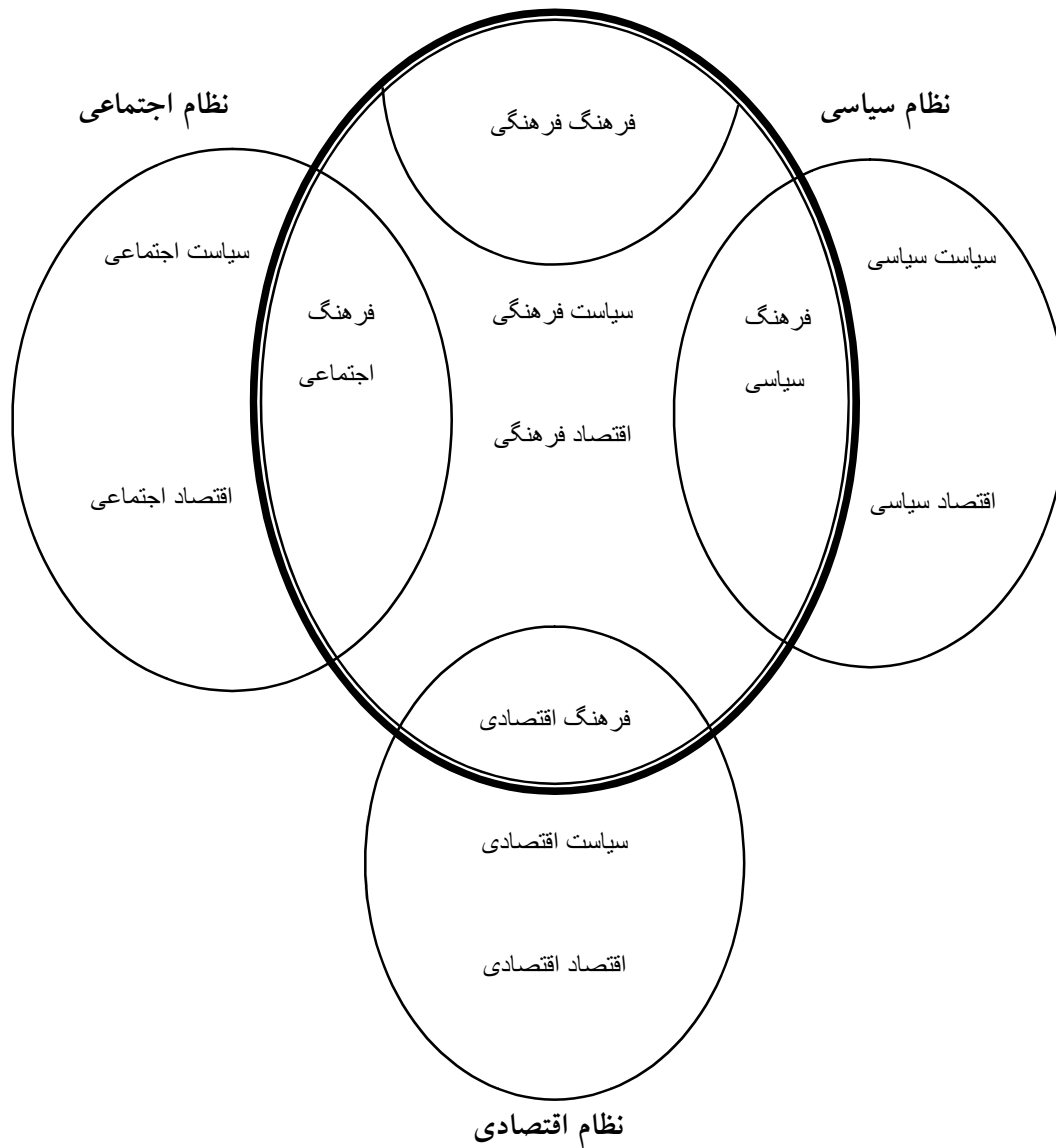 نظام سیاسی
نظام اجتماعی
فرهنگ فرهنگی
سیاست سیاسی
سیاست اجتماعی
فرهنگ
سیاسی
سیاست فرهنگی
فرهنگ
اجتماعی
اقتصاد فرهنگی
اقتصاد سیاسی
اقتصاد اجتماعی
فرهنگ اقتصادی
سیاست اقتصادی
اقتصاد اقتصادی
نظام اقتصادی